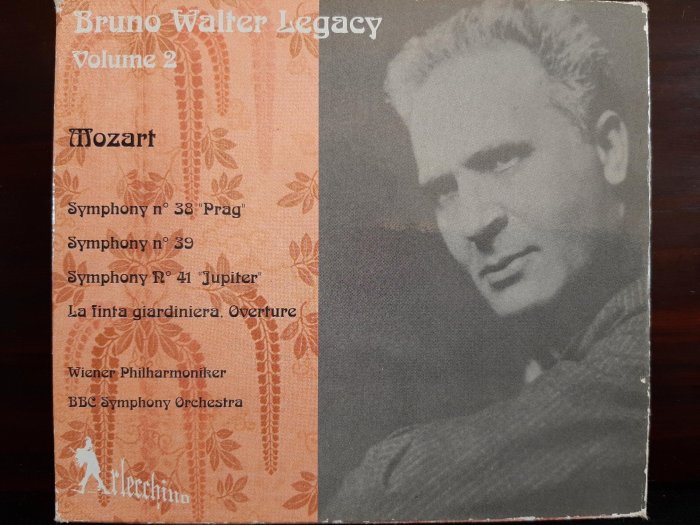 Bruno Walter Legacy
Volume 2
Mozart
Symphony n° 38 "Prag"
Symphony n° 39
Symphony N° 41 "Jupiter"
La finta giardiniera, Overture
Wiener Philharmoniker
BBC Symphony Orchestra
Arlecchino